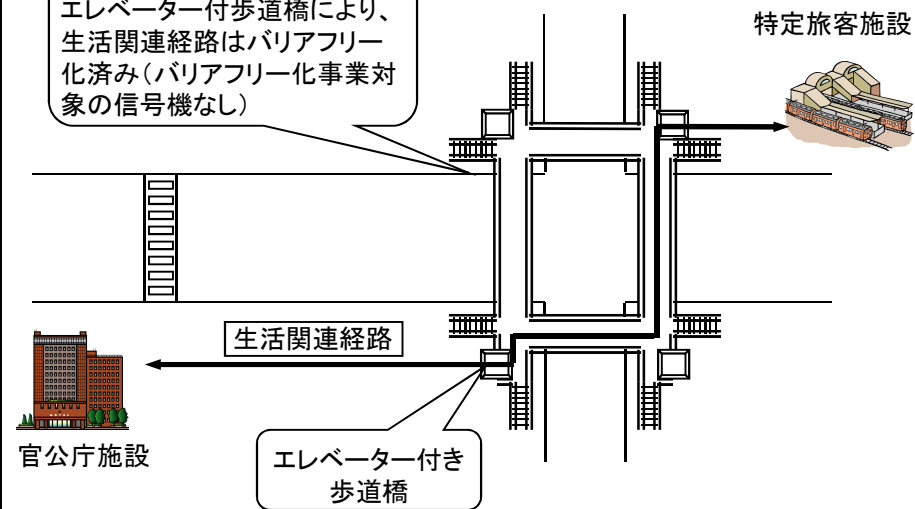 エレベーター付歩道橋により、
生活関連経路はバリアフリー
化済み（バリアフリー化事業対
象の信号機なし）
特定旅客施設
生活関連経路
官公庁施設
エレベーター付き
歩道橋